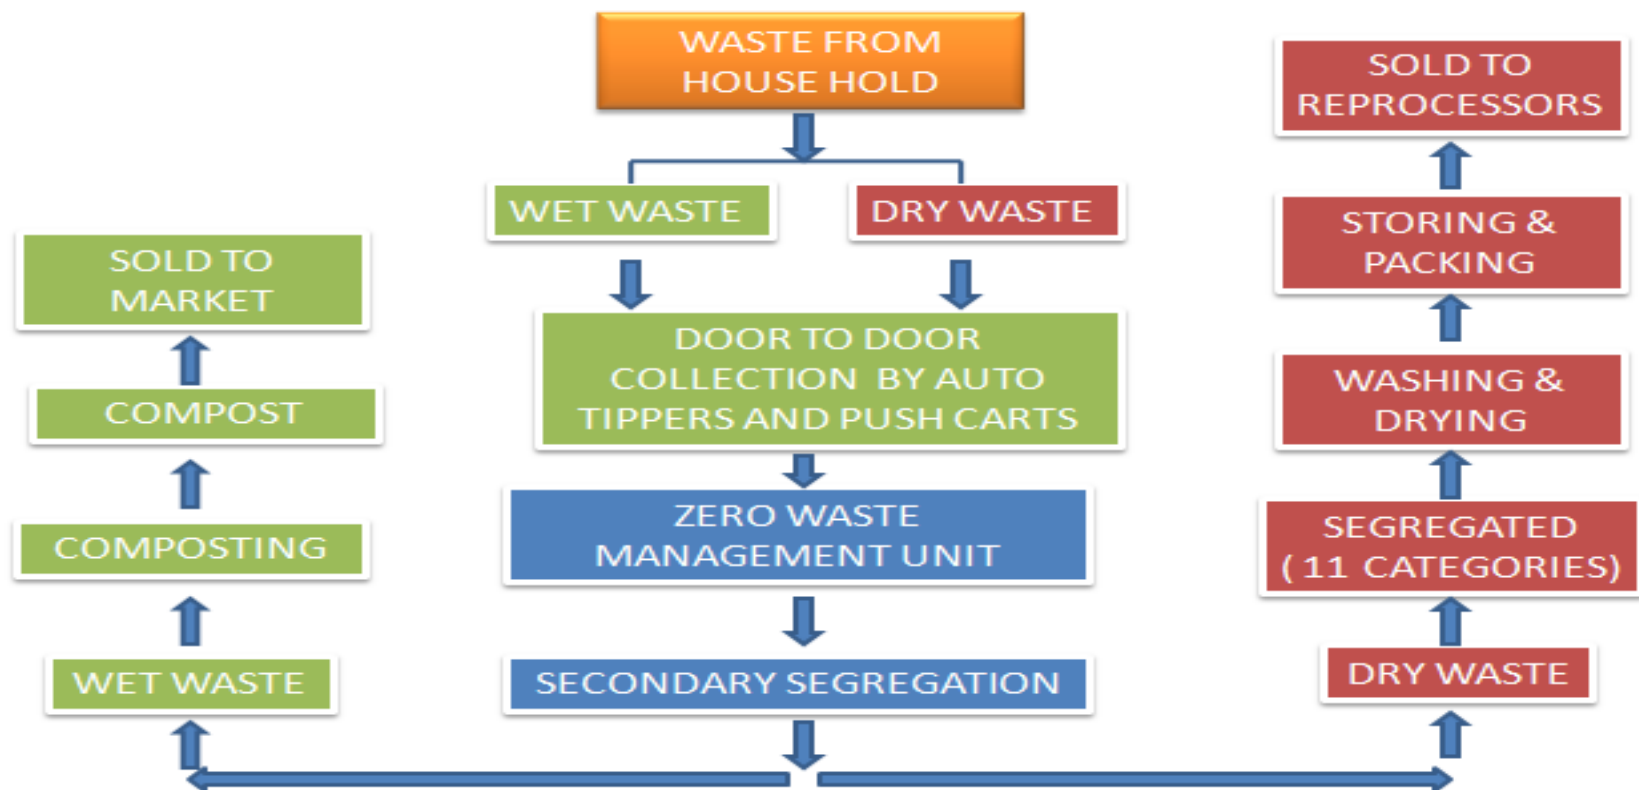 WASTE FROM
HOUSE HOLD
WET WASTE
DRY WASTE
DOOR TO DOOR
COLLECTION BY AUTO
TIPPERS AND PUSH CARTS
ZERO WASTE
MANAGEMENT UNIT
SECONDARY SEGREGATION
WET WASTE
COMPOSTING
COMPOST
SOLD TO
MARKET
DRY WASTE
SEGREGATED
( 11 CATEGORIES)
WASHING &
DRYING
STORING &
PACKING
SOLD TO
REPROCESSORS